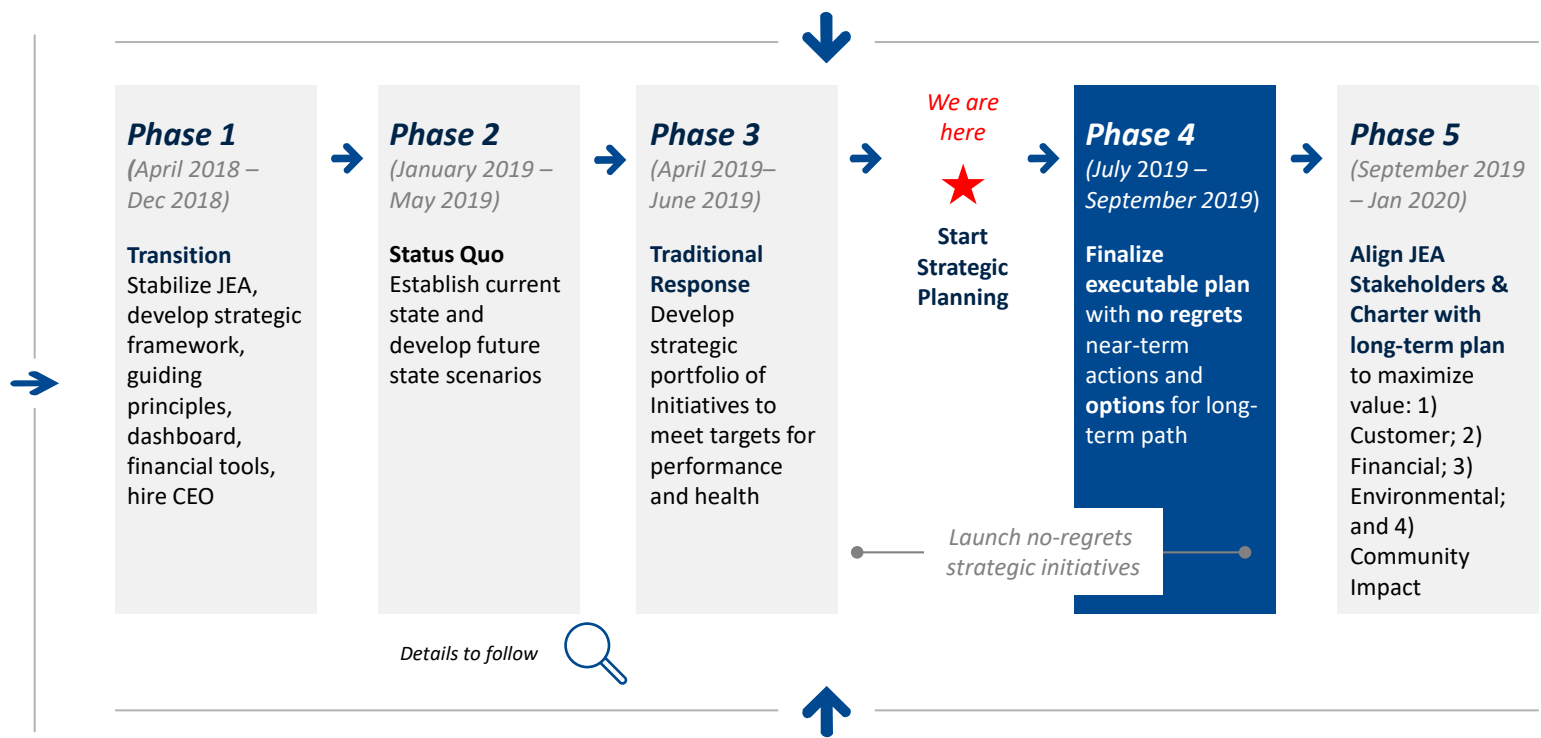 Phase 1
(April 2018 –
Dec 2018)
Transition
Stabilize JEA,
develop strategic
framework,
guiding
principles,
dashboard,
financial tools,
hire CEO
Phase 2
(January 2019 –
May 2019)
Status Quo
Establish current
state and
develop future
state scenarios
Phase 3
(April 2019–
June 2019)
Traditional
Response
Develop
strategic
portfolio of
Initiatives to
meet targets for
performance
and health
We are
here
Start
Strategic
Planning
Phase 4
(July 2019 –
September 2019)
Finalize
executable plan
with no regrets
near-term
actions and
options for long-
term path
Phase 5
(September 2019
– Jan 2020)
Align JEA
Stakeholders &
Charter with
long-term plan
to maximize
value: 1)
Customer; 2)
Financial; 3)
Environmental;
and 4)
Community
Impact
Launch no-regrets
strategic initiatives
Details to follow